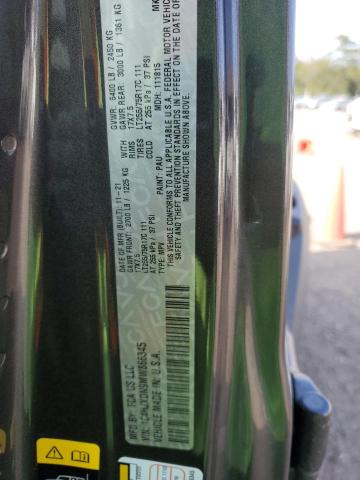 MFD. BY: FCA US LLC
MADE IN U.S.A.
DATE OF MFR (BUILT): 11-21
GVWR: 5400 LB / 2450 KG
GAWR FRONT: 2700 LB / 1225 KG WITH
GAWR REAR: 3000 LB / 1361 KG
17X7.5 RIMS 17X7.5
LT255/75R17C 111 TIRES LT255/75R17C 111
AT 255 kPa / 37 PSI COLD AT 255 kPa / 37 PSI
TYPE: MPV PAINT: PAU MDH: 111815
VEHICLE CONFORMS TO ALL APPLICABLE U.S.A. FEDERAL MOTOR VEHICLE
SAFETY AND THEFT PREVENTION STANDARDS IN EFFECT ON THE DATE OF
MANUFACTURE SHOWN ABOVE.